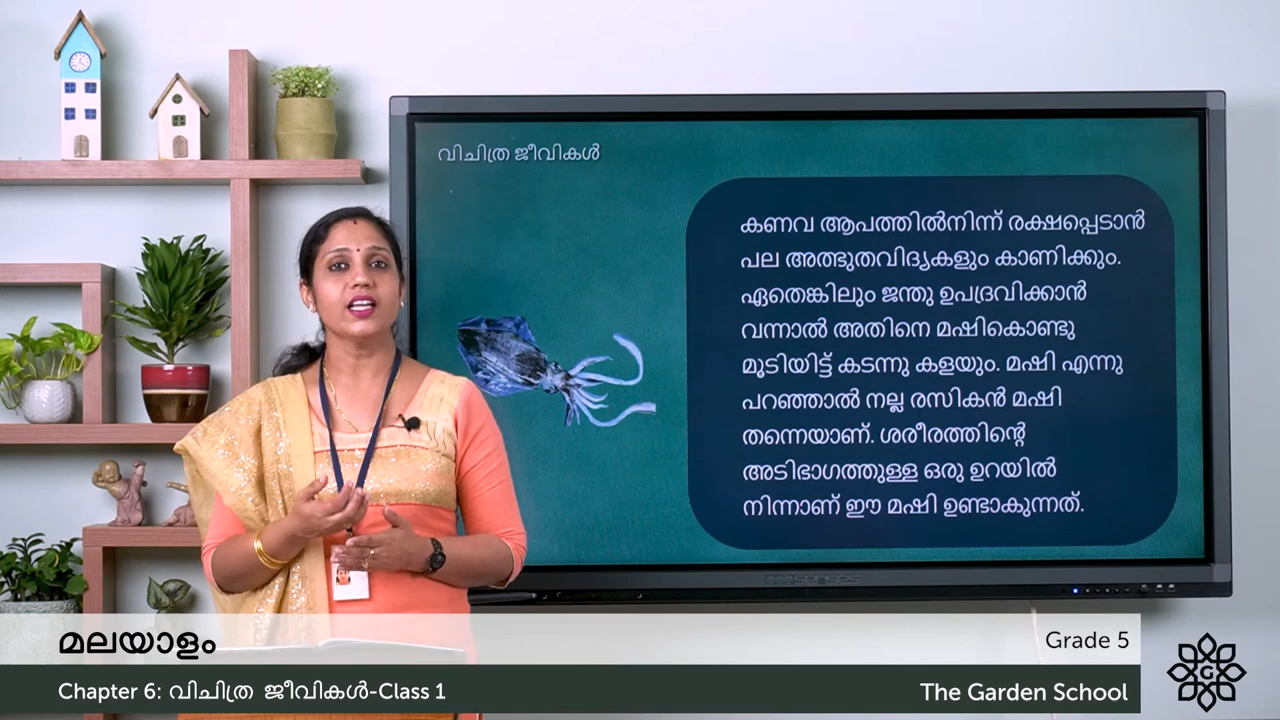 വിചിത്ര ജീവികൾ
കണവ ആപത്തിൽനിന്ന് രക്ഷപ്പെടാൻ
പല അത്ഭുതവിദ്യകളും കാണിക്കും.
ഏതെങ്കിലും ജന്തു ഉപദ്രവിക്കാൻ
വന്നാൽ അതിനെ മഷികൊണ്ടു
മൂടിയിട്ട് കടന്നു കളയും. മഷി എന്നു
പറഞ്ഞാൽ നല്ല രസികൻ മഷി
തന്നെയാണ്. ശരീരത്തിന്റെ
അടിഭാഗത്തുള്ള ഒരു ഉറയിൽ
നിന്നാണ് ഈ മഷി ഉണ്ടാകുന്നത്.
മലയാളം
Grade 5
Chapter 6: വിചിത്ര ജീവികൾ-Class 1
The Garden School
G